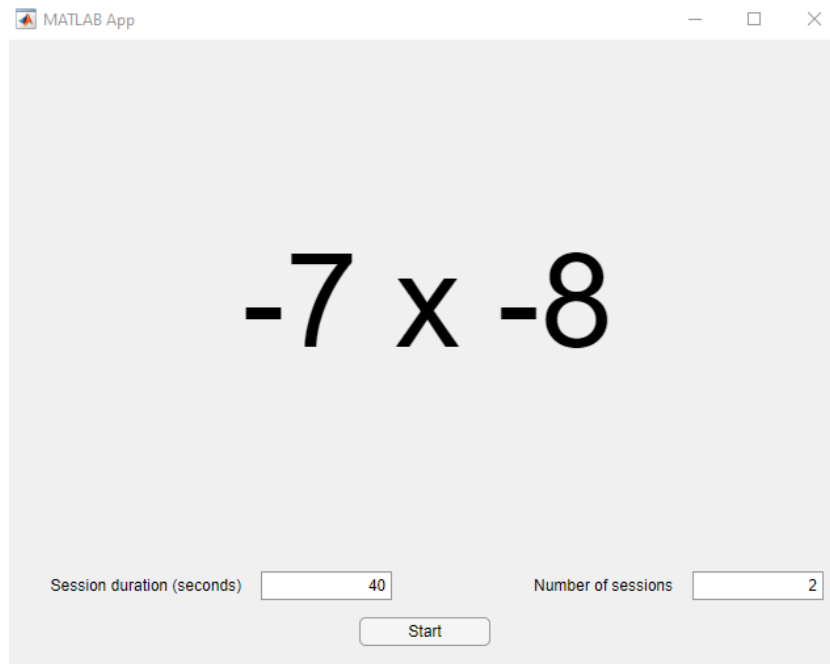 MATLAB App
-7 x -8
Session duration (seconds) 40 Number of sessions 2
Start